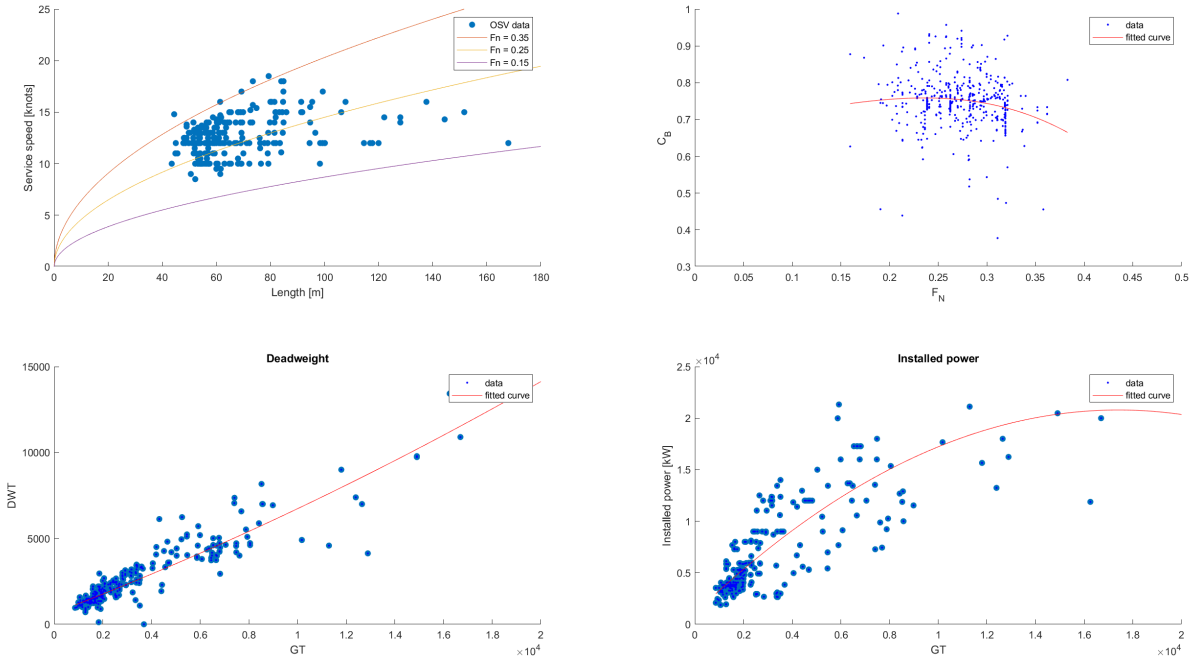 25
20
15
10
5
0
Service speed [knots]
0 20 40 60 80 100 120 140 160 180
Length [m]
OSV data
Fn = 0.35
Fn = 0.25
Fn = 0.15
1
0.9
0.8
0.7
0.6
0.5
0.4
0.3
C_B
0 0.05 0.1 0.15 0.2 0.25 0.3 0.35 0.4 0.45 0.5
F_N
data
fitted curve
Deadweight
15000
10000
5000
0
DWT
0 0.2 0.4 0.6 0.8 1 1.2 1.4 1.6 1.8 2
GT
× 10^4
data
fitted curve
Installed power
× 10^4
2.5
2
1.5
1
0.5
0
Installed power [kW]
0 0.2 0.4 0.6 0.8 1 1.2 1.4 1.6 1.8 2
GT
× 10^4
data
fitted curve